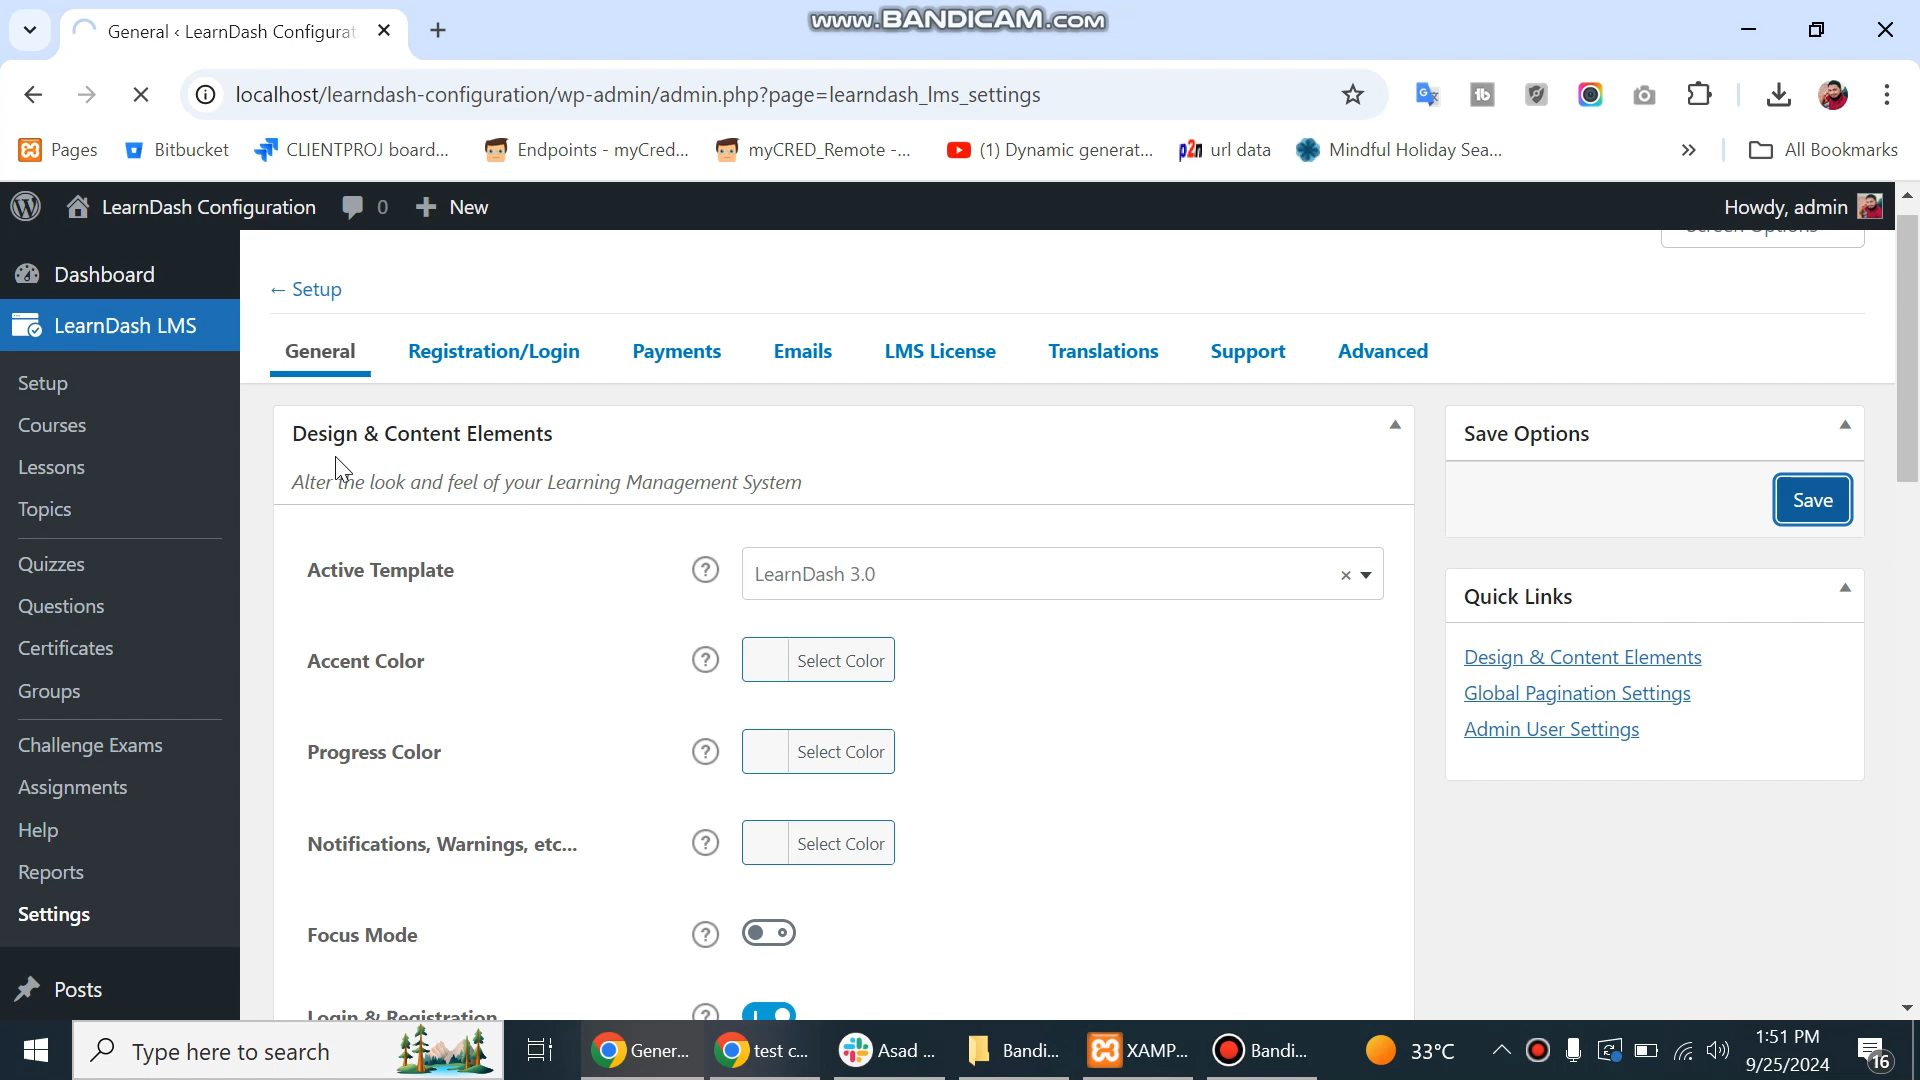 www.BANDICAM.com
General ‹ LearnDash Configurat
localhost/learndash-configuration/wp-admin/admin.php?page=learndash_lms_settings
Pages
Bitbucket
CLIENTPROJ board...
Endpoints - myCred...
myCRED_Remote -...
(1) Dynamic generat...
url data
Mindful Holiday Sea...
All Bookmarks
LearnDash Configuration
0
New
Howdy, admin
Screen Options
Dashboard
LearnDash LMS
Setup
Courses
Lessons
Topics
Quizzes
Questions
Certificates
Groups
Challenge Exams
Assignments
Help
Reports
Settings
Posts
← Setup
General
Registration/Login
Payments
Emails
LMS License
Translations
Support
Advanced
Design & Content Elements
Alter the look and feel of your Learning Management System
Active Template
LearnDash 3.0
Accent Color
Select Color
Progress Color
Select Color
Notifications, Warnings, etc...
Select Color
Focus Mode
Login & Registration
Save Options
Save
Quick Links
Design & Content Elements
Global Pagination Settings
Admin User Settings
Type here to search
Gener...
test c...
Asad ...
Bandi...
XAMP...
Bandi...
33°C
1:51 PM
9/25/2024
16